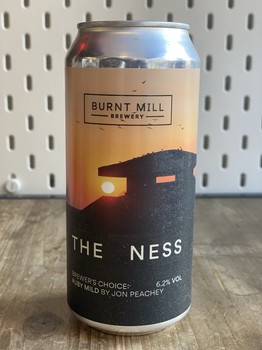 BURNT MILL
BREWERY
THE NESS
BREWER'S CHOICE: 6.2% VOL
RUBY MILD BY JON PEACHEY